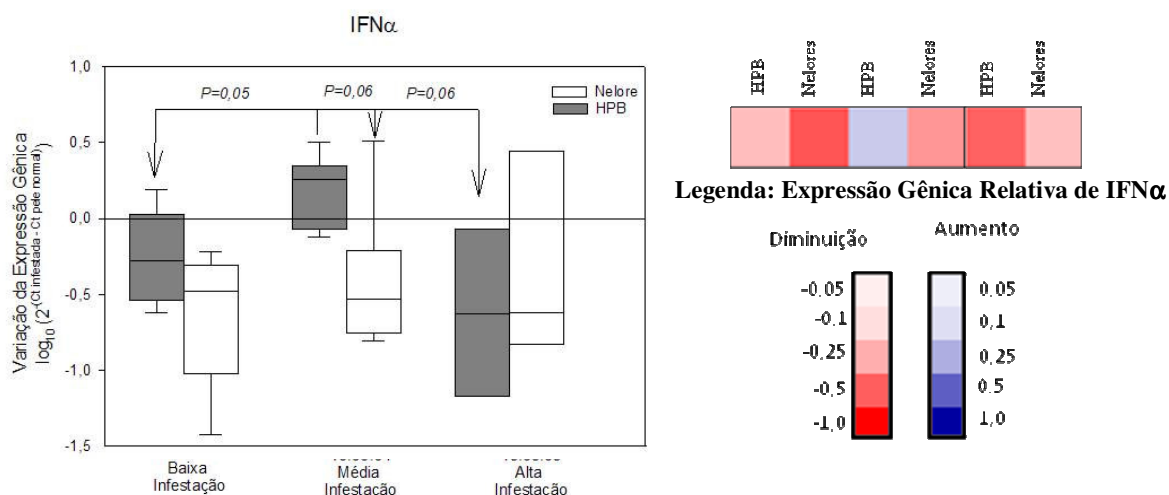 IFNα
Variação da Expressão Gênica
log10 (2-(Ct infestada - Ct pele normal))
1,0
0,5
0,0
-0,5
-1,0
-1,5
P=0,05
P=0,06
P=0,06
Nelore
HPB
Baixa
Infestação
Média
Infestação
Alta
Infestação
HPB
Nelores
HPB
Nelores
HPB
Nelores
Legenda: Expressão Gênica Relativa de IFNα
Diminuição
Aumento
-0.05
-0.1
-0.25
-0.5
-1,0
0,05
0,1
0,25
0.5
1,0